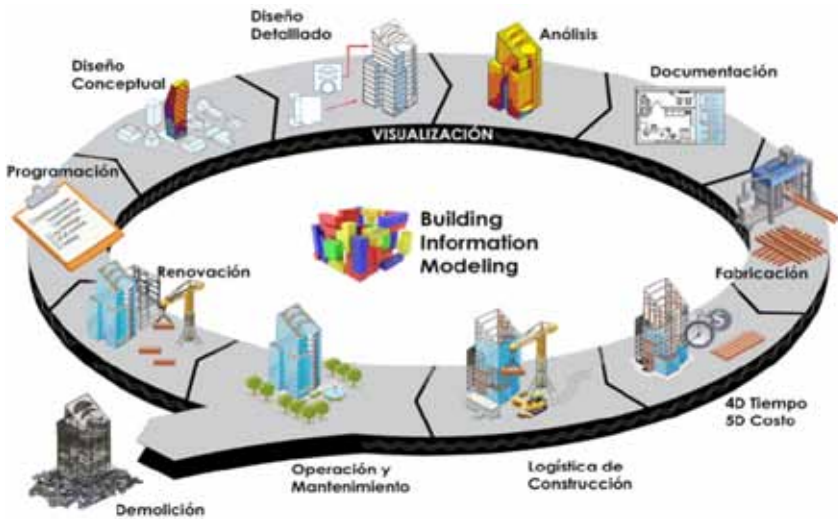 Diseño
Detalllado
Análisis
Diseño
Conceptual
Documentación
VISUALIZACIÓN
Programación
Building
Information
Modeling
Renovación
Fabricación
4D Tiempo
5D Costo
Operación y
Mantenimiento
Logística de
Construcción
Demolición